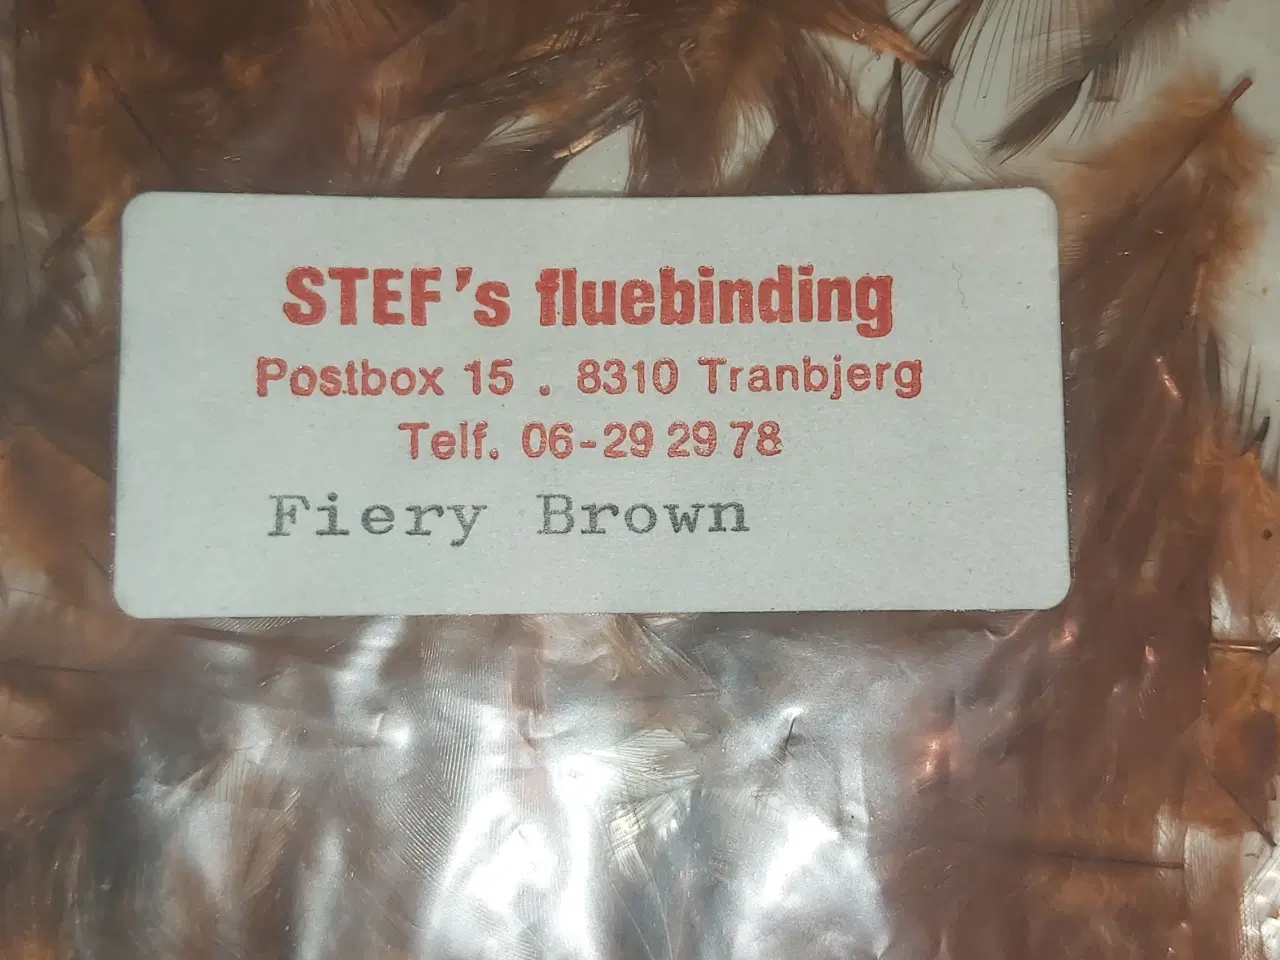 STEF's fluebinding
Postbox 15 . 8310 Tranbjerg
Telf. 06-29 29 78
Fiery Brown